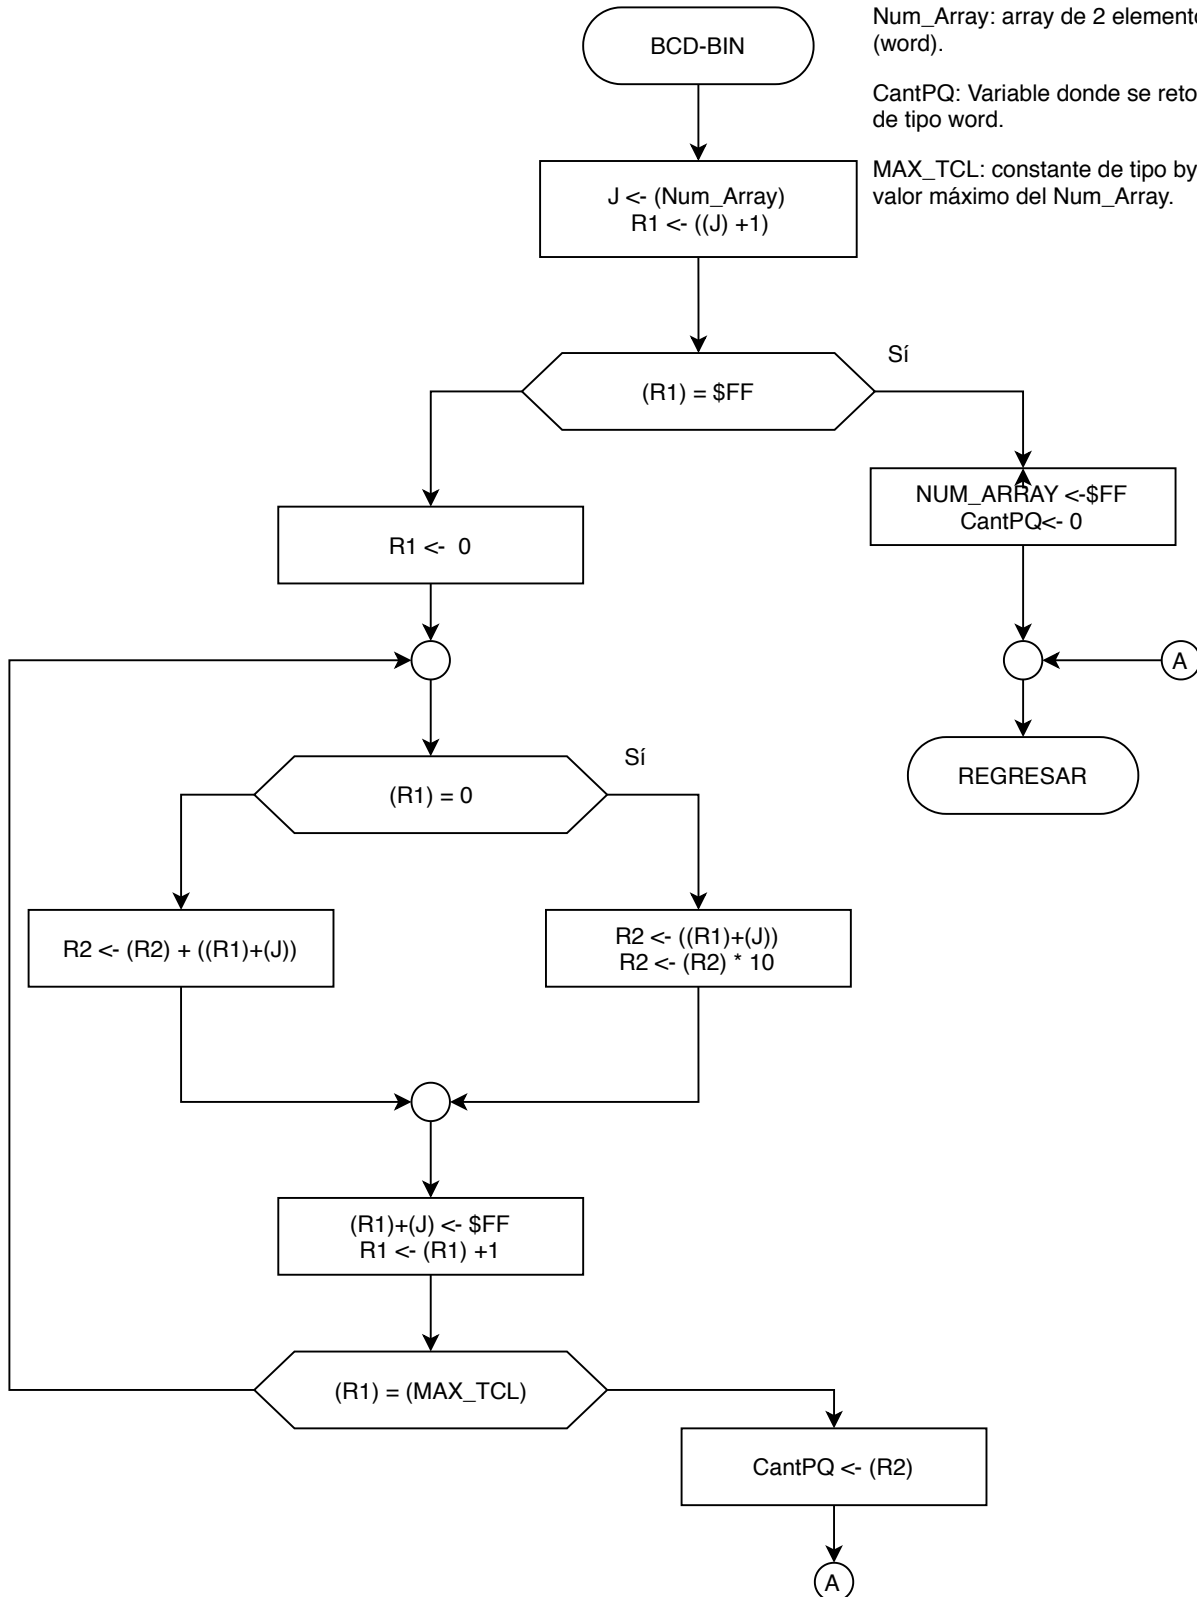 BCD-BIN
Num_Array: array de 2 elemento
(word).
CantPQ: Variable donde se reto
de tipo word.
MAX_TCL: constante de tipo by
valor máximo del Num_Array.
J <- (Num_Array)
R1 <- ((J) +1)
Sí
(R1) = $FF
NUM_ARRAY <-$FF
CantPQ<- 0
R1 <- 0
A
REGRESAR
Sí
(R1) = 0
R2 <- (R2) + ((R1)+(J))
R2 <- ((R1)+(J))
R2 <- (R2) * 10
(R1)+(J) <- $FF
R1 <- (R1) +1
(R1) = (MAX_TCL)
CantPQ <- (R2)
A